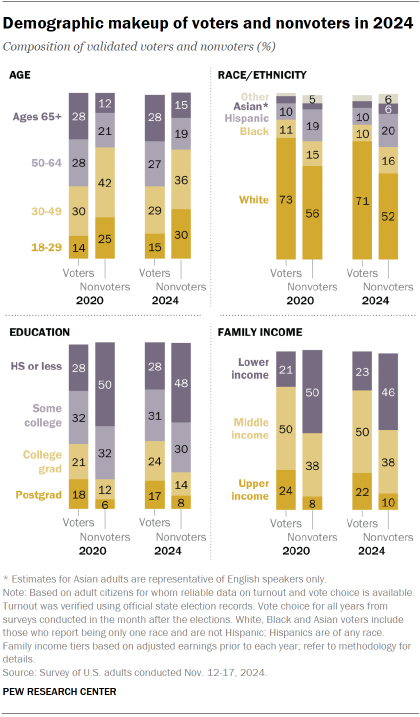 Demographic makeup of voters and nonvoters in 2024
Composition of validated voters and nonvoters (%)
AGE
Ages 65+
50-64
30-49
18-29
28 12 28 15
28 21 27 19
30 42 29 36
14 25 15 30
Voters Nonvoters Voters Nonvoters
2020 2024
RACE/ETHNICITY
Other
Asian*
Hispanic
Black
White
5 6
6
10 19 10 20
11 15 10 16
73 56 71 52
Voters Nonvoters Voters Nonvoters
2020 2024
EDUCATION
HS or less
Some
college
College
grad
Postgrad
28 50 28 48
32 32 31 30
21 12 24 14
18 6 17 8
Voters Nonvoters Voters Nonvoters
2020 2024
FAMILY INCOME
Lower
income
Middle
income
Upper
income
21 50 23 46
50 38 50 38
24 8 22 10
Voters Nonvoters Voters Nonvoters
2020 2024
* Estimates for Asian adults are representative of English speakers only.
Note: Based on adult citizens for whom reliable data on turnout and vote choice is available.
Turnout was verified using official state election records. Vote choice for all years from
surveys conducted in the month after the elections. White, Black and Asian voters include
those who report being only one race and are not Hispanic; Hispanics are of any race.
Family income tiers based on adjusted earnings prior to each year; refer to methodology for
details.
Source: Survey of U.S. adults conducted Nov. 12-17, 2024.
PEW RESEARCH CENTER